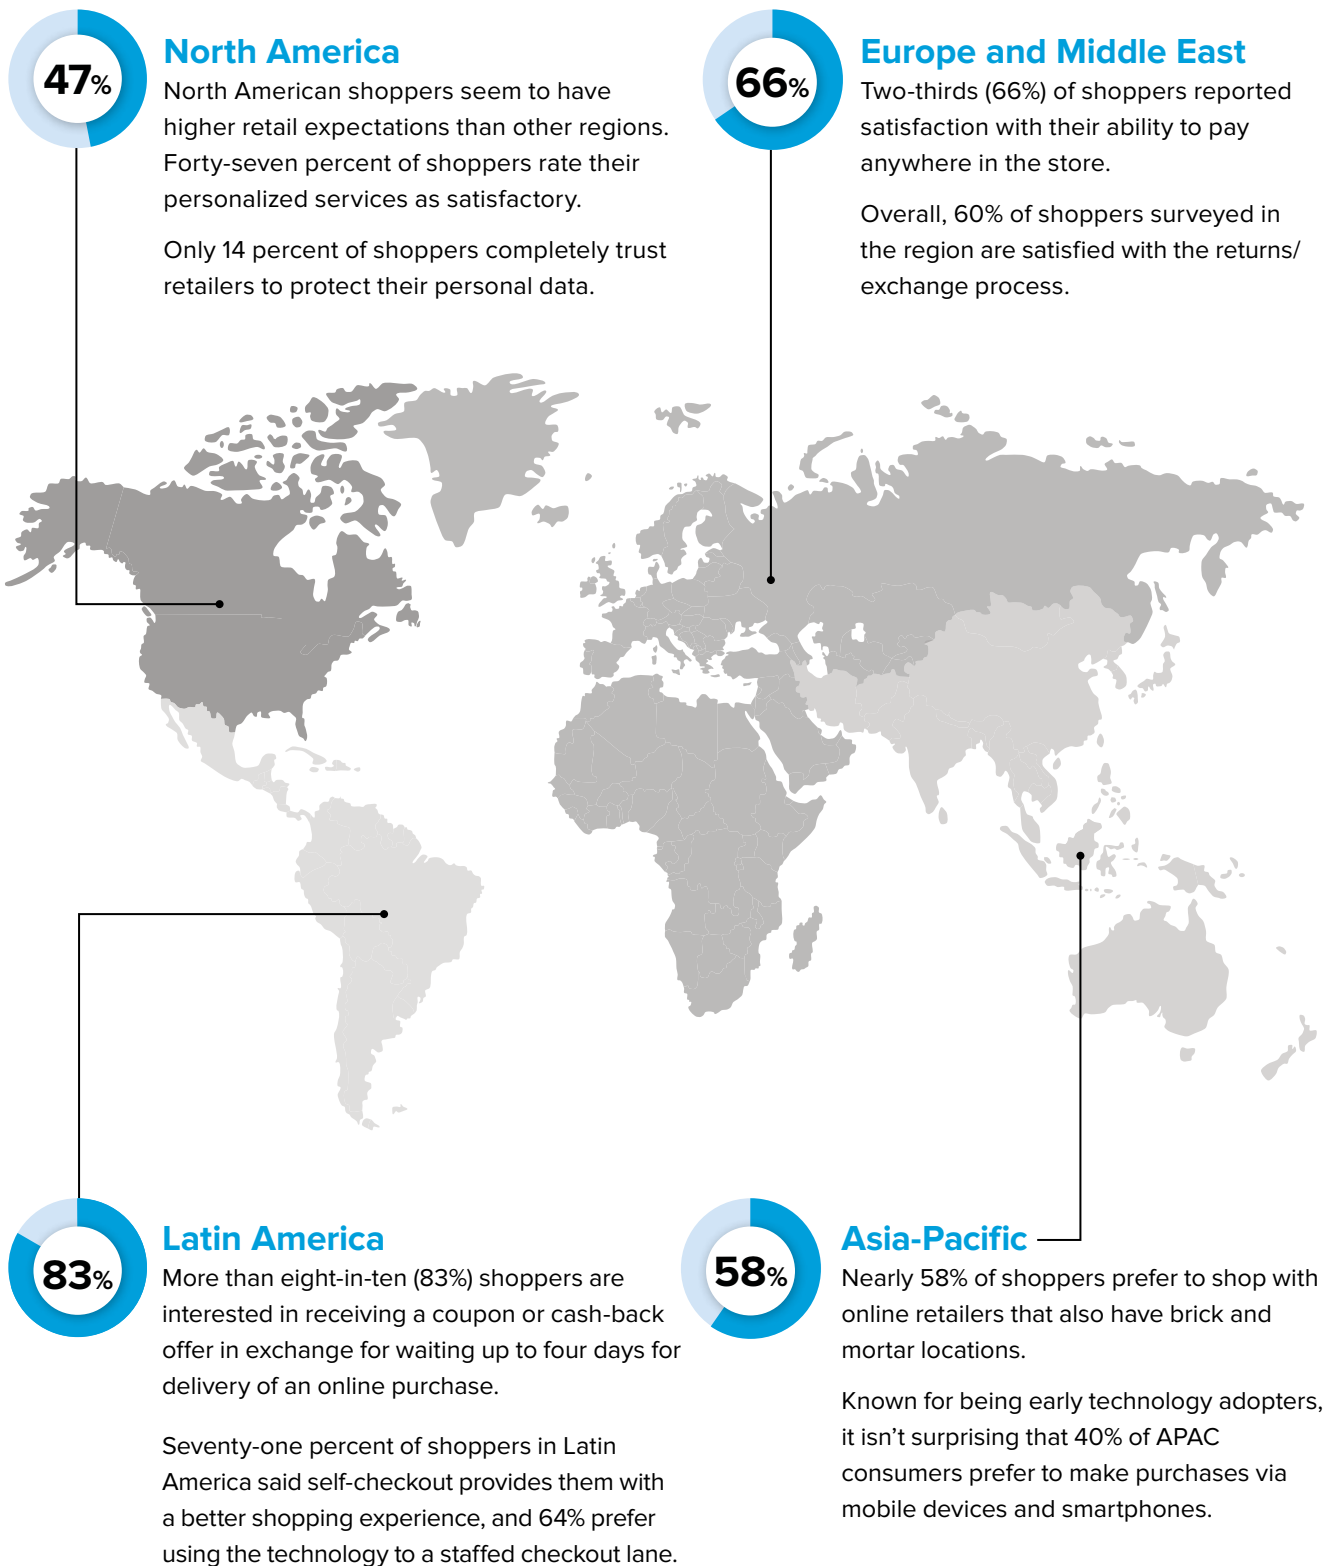 47%
North America
North American shoppers seem to have
higher retail expectations than other regions.
Forty-seven percent of shoppers rate their
personalized services as satisfactory.
Only 14 percent of shoppers completely trust
retailers to protect their personal data.
66%
Europe and Middle East
Two-thirds (66%) of shoppers reported
satisfaction with their ability to pay
anywhere in the store.
Overall, 60% of shoppers surveyed in
the region are satisfied with the returns/
exchange process.
83%
Latin America
More than eight-in-ten (83%) shoppers are
interested in receiving a coupon or cash-back
offer in exchange for waiting up to four days for
delivery of an online purchase.
Seventy-one percent of shoppers in Latin
America said self-checkout provides them with
a better shopping experience, and 64% prefer
using the technology to a staffed checkout lane.
58%
Asia-Pacific
Nearly 58% of shoppers prefer to shop with
online retailers that also have brick and
mortar locations.
Known for being early technology adopters,
it isn’t surprising that 40% of APAC
consumers prefer to make purchases via
mobile devices and smartphones.